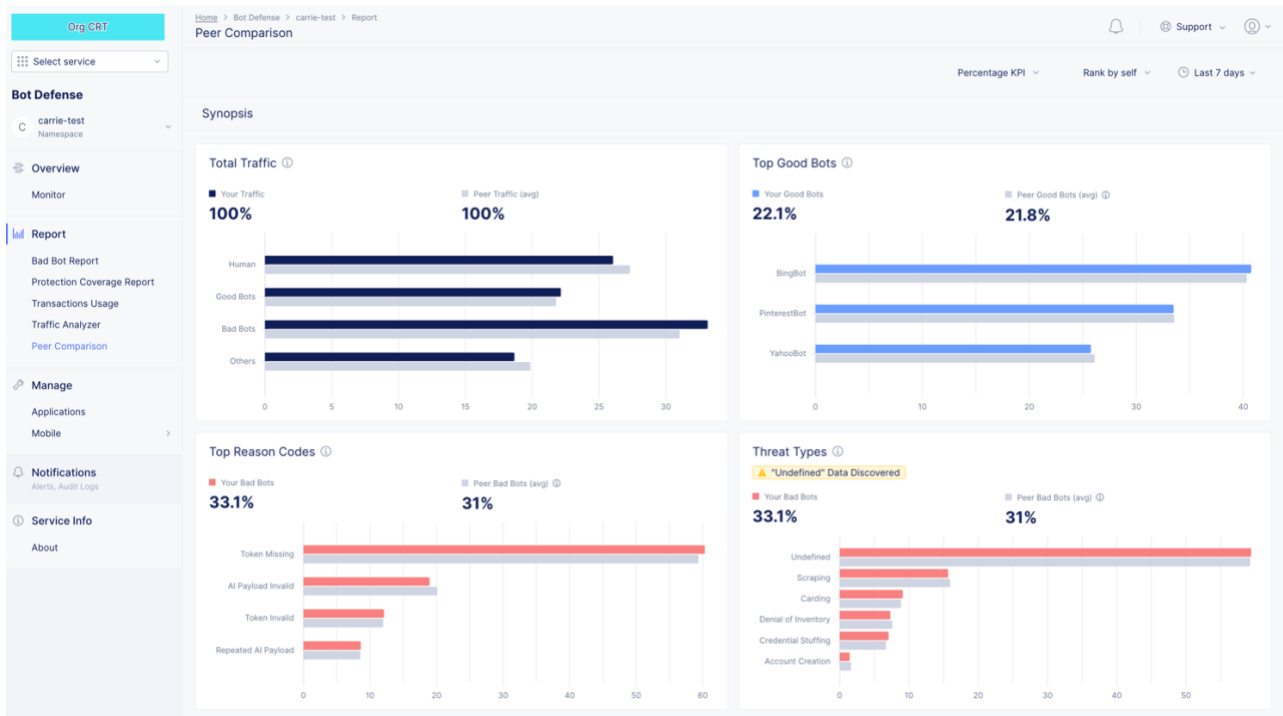 Org CRT
Select service
Bot Defense
C
carrie-test
Namespace
Overview
Monitor
Report
Bad Bot Report
Protection Coverage Report
Transactions Usage
Traffic Analyzer
Peer Comparison
Manage
Applications
Mobile
Notifications
Alerts, Audit Logs
Service Info
About
Home > Bot Defense > carrie-test > Report
Peer Comparison
Support
Percentage KPI Rank by self Last 7 days
Synopsis
Total Traffic
Your Traffic Peer Traffic (avg)
100% 100%
Human
Good Bots
Bad Bots
Others
0 5 10 15 20 25 30
Top Good Bots
Your Good Bots Peer Good Bots (avg)
22.1% 21.8%
BingBot
PinterestBot
YahooBot
0 10 20 30 40
Top Reason Codes
Your Bad Bots Peer Bad Bots (avg)
33.1% 31%
Token Missing
AI Payload Invalid
Token Invalid
Repeated AI Payload
0 10 20 30 40 50 60
Threat Types
"Undefined" Data Discovered
Your Bad Bots Peer Bad Bots (avg)
33.1% 31%
Undefined
Scraping
Carding
Denial of Inventory
Credential Stuffing
Account Creation
0 10 20 30 40 50